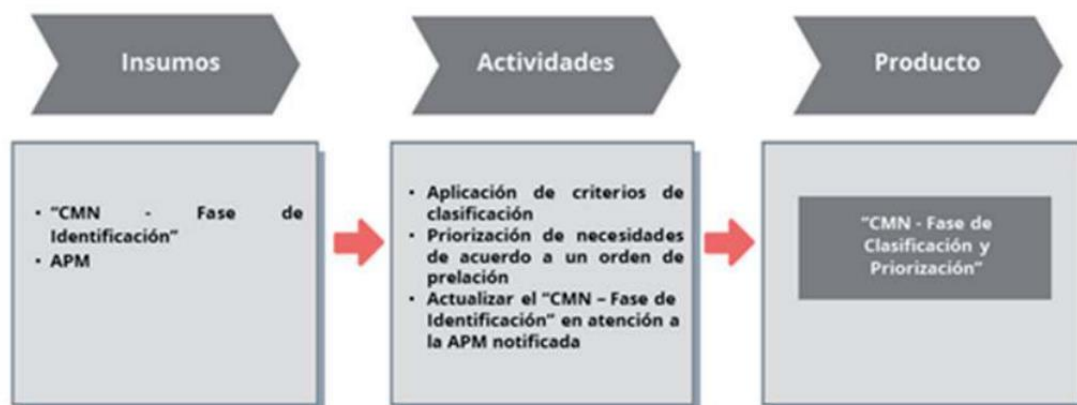 Insumos
Actividades
Producto
• "CMN - Fase de
Identificación"
• APM
• Aplicación de criterios de
clasificación
• Priorización de necesidades
de acuerdo a un orden de
prelación
• Actualizar el "CMN – Fase de
Identificación" en atención a
la APM notificada
"CMN - Fase de
Clasificación y
Priorización"